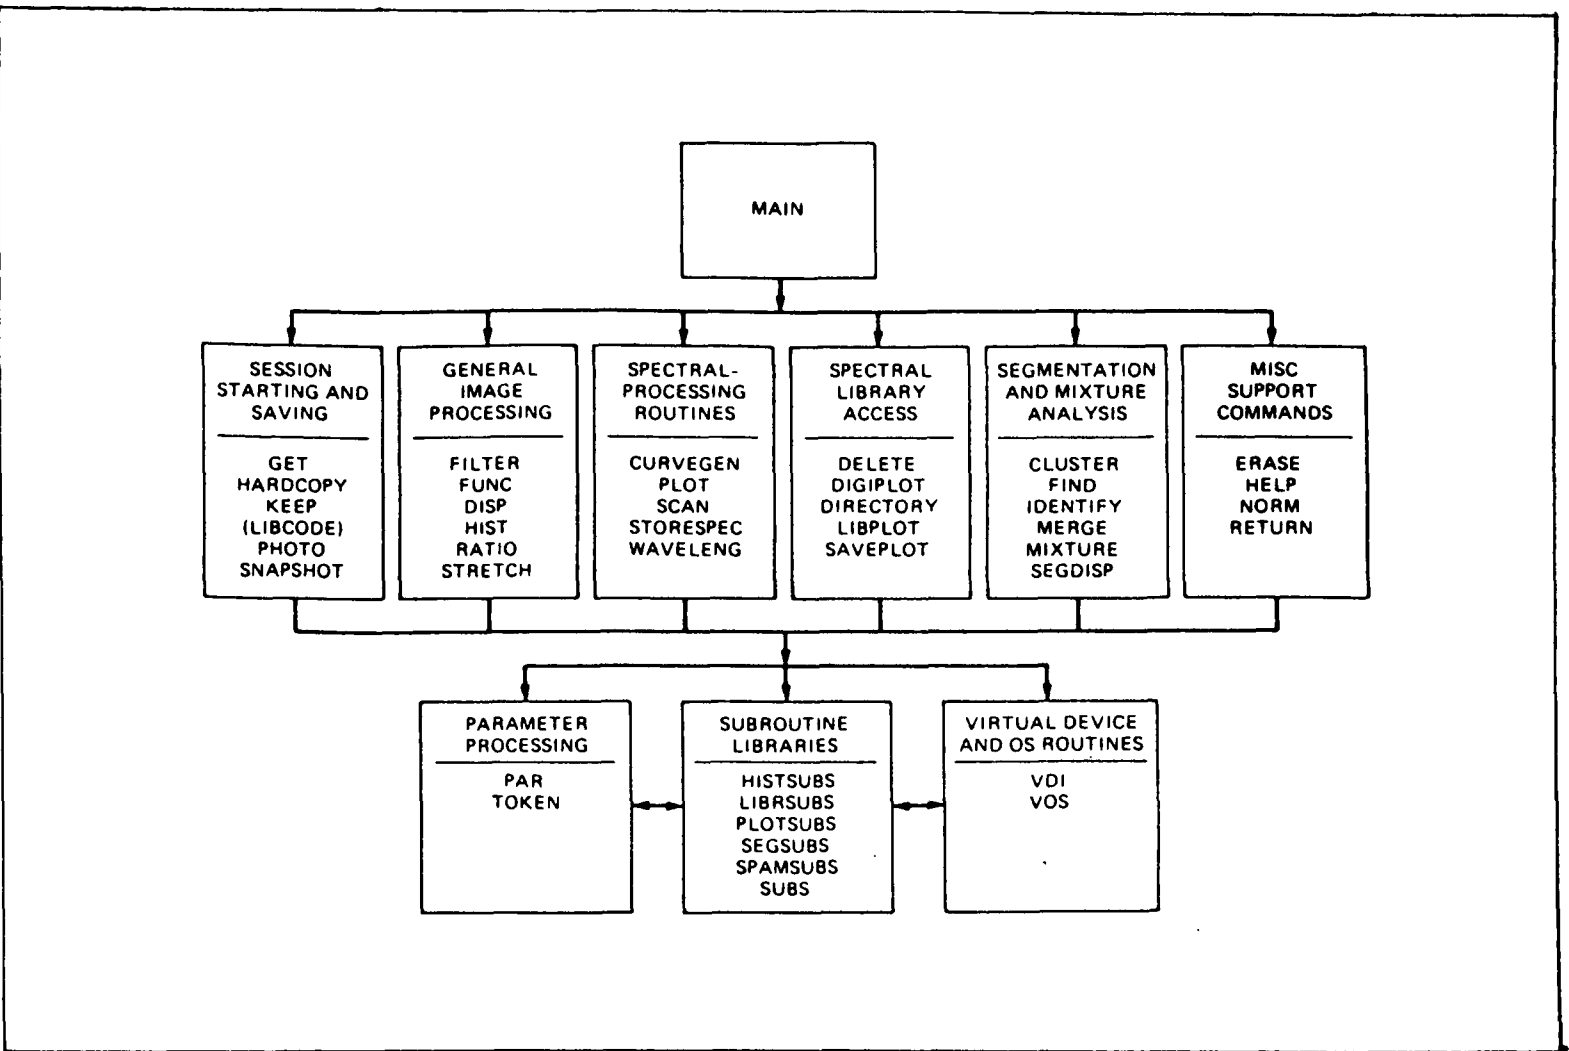 MAIN
SESSION
STARTING AND
SAVING
GET
HARDCOPY
KEEP
(LIBCODE)
PHOTO
SNAPSHOT
GENERAL
IMAGE
PROCESSING
FILTER
FUNC
DISP
HIST
RATIO
STRETCH
SPECTRAL-
PROCESSING
ROUTINES
CURVEGEN
PLOT
SCAN
STORESPEC
WAVELENG
SPECTRAL
LIBRARY
ACCESS
DELETE
DIGIPLOT
DIRECTORY
LIBPLOT
SAVEPLOT
SEGMENTATION
AND MIXTURE
ANALYSIS
CLUSTER
FIND
IDENTIFY
MERGE
MIXTURE
SEGDISP
MISC
SUPPORT
COMMANDS
ERASE
HELP
NORM
RETURN
PARAMETER
PROCESSING
PAR
TOKEN
SUBROUTINE
LIBRARIES
HISTSUBS
LIBRSUBS
PLOTSUBS
SEGSUBS
SPAMSUBS
SUBS
VIRTUAL DEVICE
AND OS ROUTINES
VDI
VOS